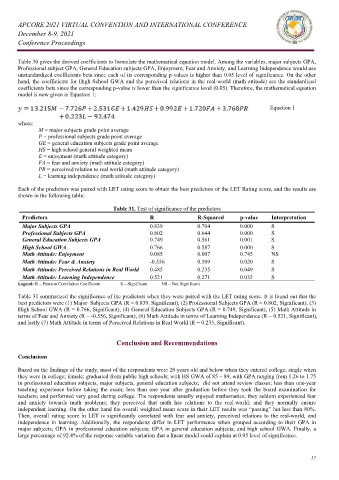 APCORE 2021 VIRTUAL CONVENTION AND INTERNATIONAL CONFERENCE
December 8-9, 2021
Conference Proceedings
Table 30 gives the derived coefficients to formulate the mathematical equation model. Among the variables, major subjects GPA,
Professional subject GPA, General Education subjects GPA, Enjoyment, Fear and Anxiety, and Learning Independence would use
unstandardized coefficients beta since each of its corresponding p-values is higher than 0.05 level of significance. On the other
hand, the coefficients for High School GWA and the perceived relations in the real-world (math attitude) are the standardized
coefficients beta since the corresponding p-value is lower than the significance level (0.05). Therefore, the mathematical equation
model is now given in Equation 1:
y = 13.215M − 7.726P + 2.531GE + 1.429HS + 0.992E + 1.720FA + 3.768PR Equation 1
+ 0.223L − 92.474
where:
M = major subjects grade point average
P = professional subjects grade point average
GE = general education subjects grade point average
HS = high school general weighted mean
E = enjoyment (math attitude category)
FA = fear and anxiety (math attitude category)
PR = perceived relation to real world (math attitude category)
L = learning independence (math attitude category)
Each of the predictors was paired with LET rating score to obtain the best predictors of the LET Rating score, and the results are
shown in the following table:
Table 31. Test of significance of the predictors
Predictors R R-Squared p-value Interpretation
Major Subjects GPA 0.839 0.704 0.000 S
Professional Subjects GPA 0.802 0.644 0.000 S
General Education Subjects GPA 0.749 0.561 0.001 S
High School GWA 0.766 0.587 0.000 S
Math Attitude: Enjoyment 0.085 0.007 0.745 NS
Math Attitude: Fear & Anxiety -0.556 0.309 0.020 S
Math Attitude: Perceived Relations in Real World 0.485 0.235 0.049 S
Math Attitude: Learning Independence 0.521 0.271 0.032 S
Legend: R – Pearson Correlation Coefficient S – Significant NS – Not Significant
Table 31 summarized the significance of the predictors when they were paired with the LET rating score. It is found out that the
best predictors were (1) Major Subjects GPA (R = 0.839, Significant), (2) Professional Subjects GPA (R = 0.802, Significant), (3)
High School GWA (R = 0.766, Significant), (4) General Education Subjects GPA (R = 0.749, Significant), (5) Math Attitude in
terms of Fear and Anxiety (R = -0.556, Significant), (6) Math Attitude in terms of Learning Independence (R = 0.521, Significant),
and lastly (7) Math Attitude in terms of Perceived Relations in Real World (R = 0.235, Significant).
Conclusion and Recommendations
Conclusions
Based on the findings of the study, most of the respondents were 20 years old and below when they entered college; single when
they were in college; female; graduated from public high schools; with HS GWA of 85 – 89, with GPA ranging from 1.26 to 1.75
in professional education subjects, major subjects, general education subjects; did not attend review classes; less than one-year
teaching experience before taking the exam; less than one year after graduation before they took the board examination for
teachers; and performed very good during college. The respondents usually enjoyed mathematics; they seldom experienced fear
and anxiety towards math problems; they perceived that math has relations to the real-world; and they normally ensure
independent learning. On the other hand the overall weighted mean score in their LET results was “passing” but less than 80%.
Then, overall rating score in LET is significantly correlated with fear and anxiety, perceived relations to the real-world, and
independence in learning. Additionally, the respondents differ in LET performance when grouped according to their GPA in
major subjects; GPA in professional education subjects; GPA in general education subjects; and high school GWA. Finally, a
large percentage of 92.4% of the response variable variation that a linear model could explain at 0.05 level of significance.
37